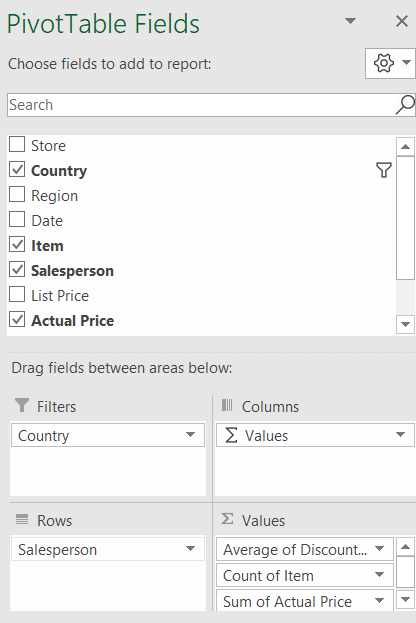 PivotTable Fields
Choose fields to add to report:
Search
Store
Country
Region
Date
Item
Salesperson
List Price
Actual Price
Drag fields between areas below:
Filters
Columns
Country
Σ Values
Rows
Σ Values
Salesperson
Average of Discount...
Count of Item
Sum of Actual Price